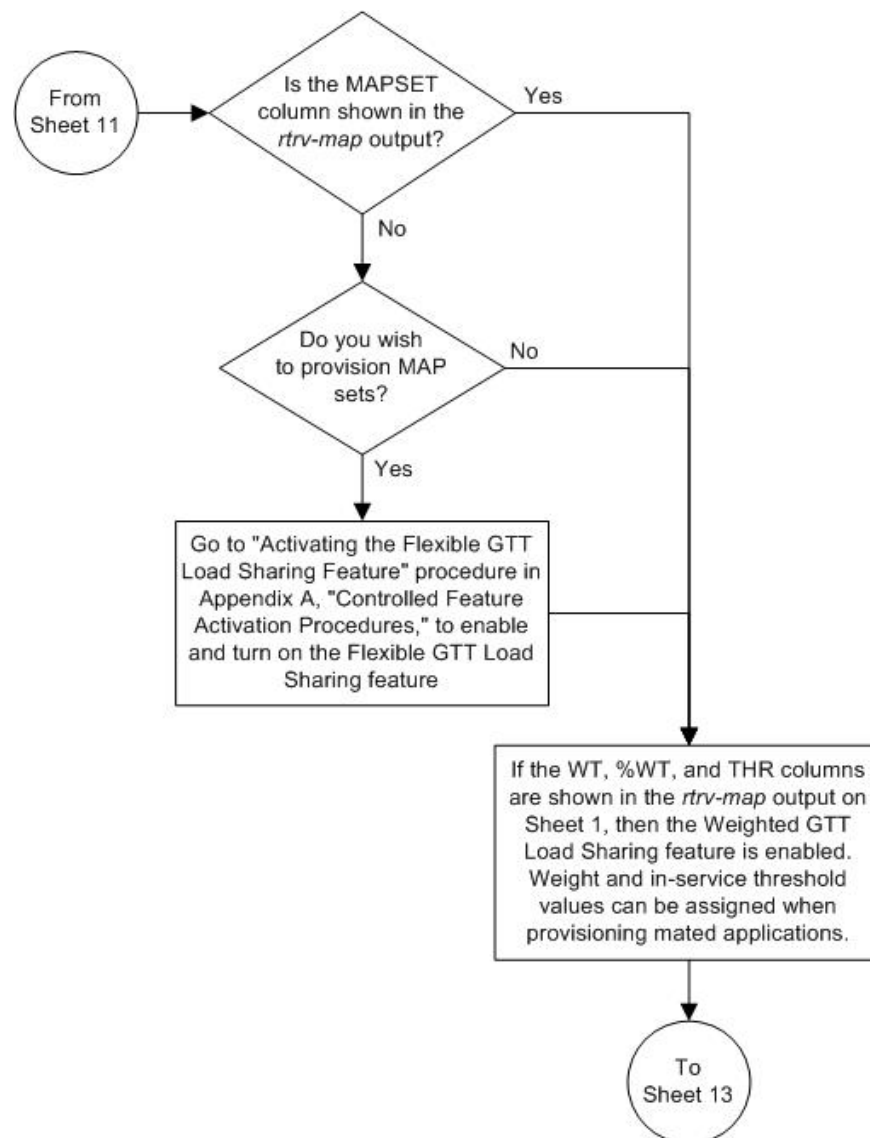 From
Sheet 11
Is the MAPSET
column shown in the
rtrv-map output?
Yes
No
Do you wish
to provision MAP
sets?
No
Yes
Go to "Activating the Flexible GTT
Load Sharing Feature" procedure in
Appendix A, "Controlled Feature
Activation Procedures," to enable
and turn on the Flexible GTT Load
Sharing feature
If the WT, %WT, and THR columns
are shown in the rtrv-map output on
Sheet 1, then the Weighted GTT
Load Sharing feature is enabled.
Weight and in-service threshold
values can be assigned when
provisioning mated applications.
To
Sheet 13